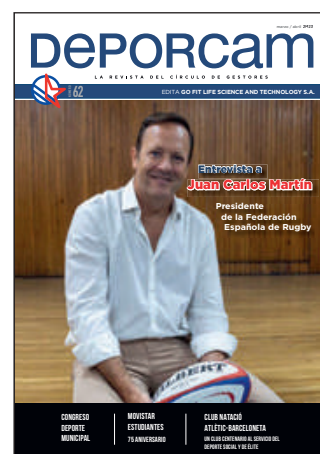 marzo / abril 2023
DEPORCAM
LA REVISTA DEL CÍRCULO DE GESTORES
62
EDITA GO FIT LIFE SCIENCE AND TECHNOLOGY S.A.
Entrevista a
Juan Carlos Martín
Presidente
de la Federación
Española de Rugby
GILBERT
CONGRESO
DEPORTE
MUNICIPAL
MOVISTAR
ESTUDIANTES
75 ANIVERSARIO
CLUB NATACIÓ
ATLÈTIC-BARCELONETA
UN CLUB CENTENARIO AL SERVICIO DEL
DEPORTE SOCIAL Y DE ÉLITE